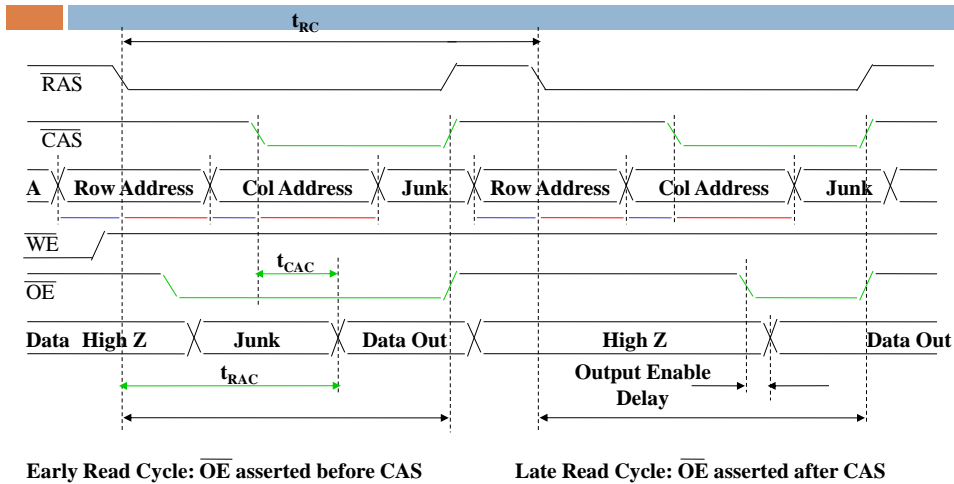 tRC
RAS
CAS
A Row Address Col Address Junk Row Address Col Address Junk
WE
tCAC
OE
Data High Z Junk Data Out High Z Data Out
tRAC
Output Enable
Delay
Early Read Cycle: OE asserted before CAS Late Read Cycle: OE asserted after CAS